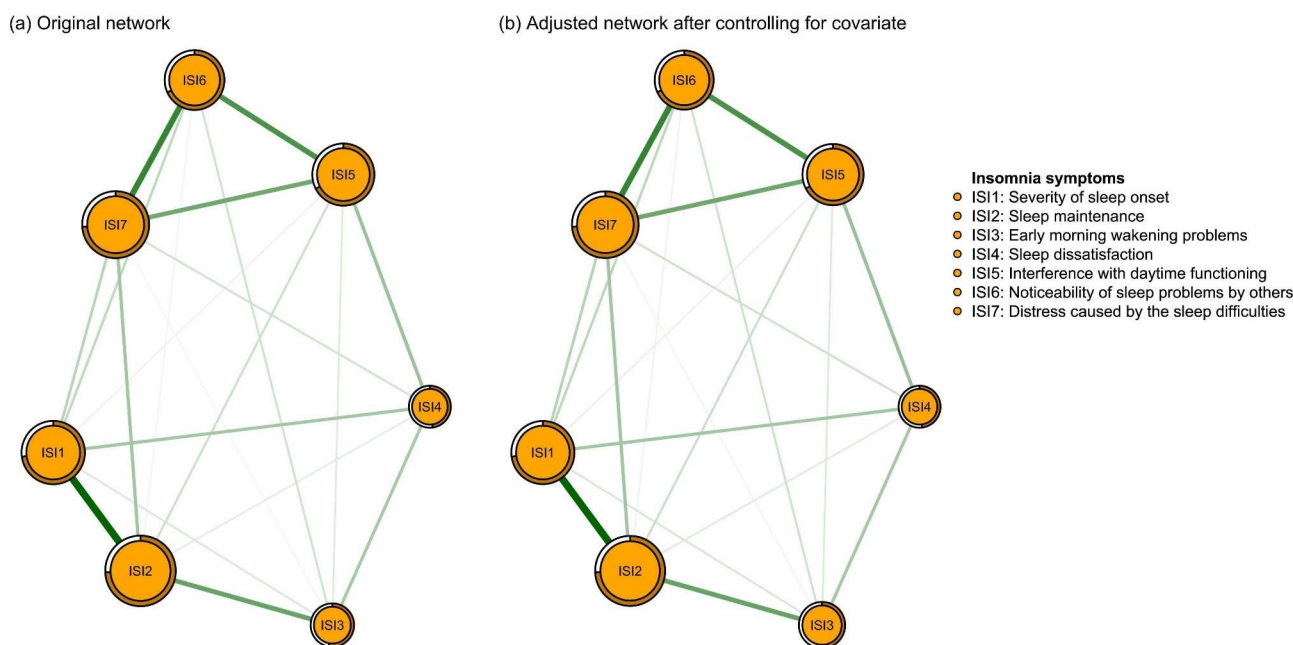 (a) Original network
(b) Adjusted network after controlling for covariate
ISI6
ISI5
ISI7
ISI4
ISI1
ISI2
ISI3
ISI6
ISI5
ISI7
ISI4
ISI1
ISI2
ISI3
Insomnia symptoms
ISI1: Severity of sleep onset
ISI2: Sleep maintenance
ISI3: Early morning wakening problems
ISI4: Sleep dissatisfaction
ISI5: Interference with daytime functioning
ISI6: Noticeability of sleep problems by others
ISI7: Distress caused by the sleep difficulties